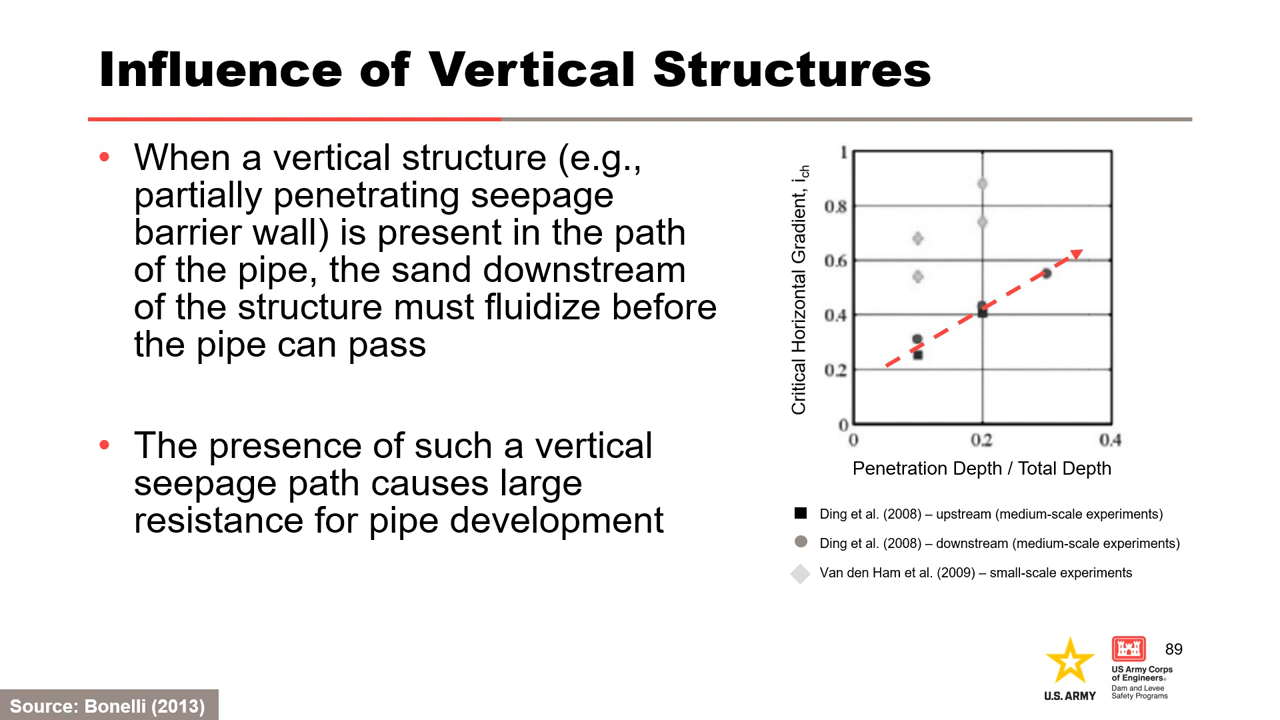 Influence of Vertical Structures
• When a vertical structure (e.g.,
partially penetrating seepage
barrier wall) is present in the path
of the pipe, the sand downstream
of the structure must fluidize before
the pipe can pass
• The presence of such a vertical
seepage path causes large
resistance for pipe development
Critical Horizontal Gradient, i_ch
1
0.8
0.6
0.4
0.2
0
0 0.2 0.4
Penetration Depth / Total Depth
Ding et al. (2008) – upstream (medium-scale experiments)
Ding et al. (2008) – downstream (medium-scale experiments)
Van den Ham et al. (2009) – small-scale experiments
U.S. ARMY
US Army Corps
of Engineers®
Dam and Levee
Safety Programs
89
Source: Bonelli (2013)